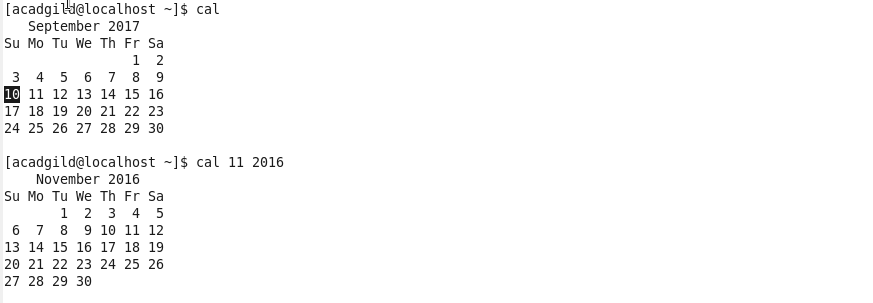 [acadgild@localhost ~]$ cal
   September 2017
Su Mo Tu We Th Fr Sa
                1  2
 3  4  5  6  7  8  9
10 11 12 13 14 15 16
17 18 19 20 21 22 23
24 25 26 27 28 29 30

[acadgild@localhost ~]$ cal 11 2016
    November 2016
Su Mo Tu We Th Fr Sa
       1  2  3  4  5
 6  7  8  9 10 11 12
13 14 15 16 17 18 19
20 21 22 23 24 25 26
27 28 29 30